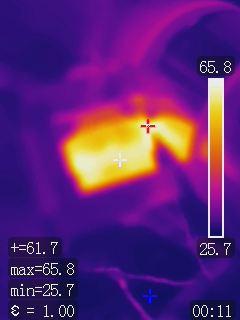 65.8
25.7
+=61.7
max=65.8
min=25.7
ε = 1.00
00:11